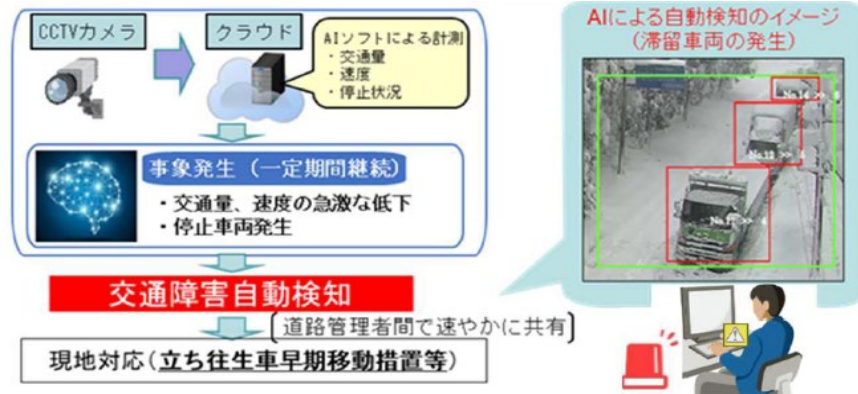 CCTVカメラ
クラウド
AIソフトによる計測
・交通量
・速度
・停止状況
事象発生（一定期間継続）
・交通量、速度の急激な低下
・停止車両発生
交通障害自動検知
道路管理者間で速やかに共有
現地対応(立ち往生車早期移動措置等)
AIによる自動検知のイメージ
(滞留車両の発生)
No.14 >>
No.12 >>
>> 4